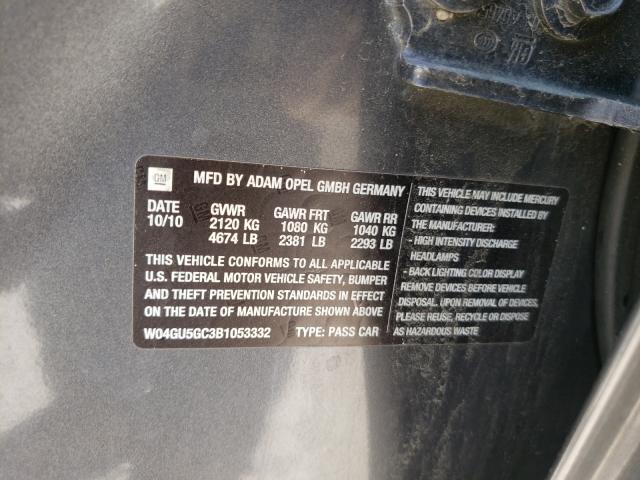 GM
MFD BY ADAM OPEL GMBH GERMANY
DATE GVWR GAWR FRT GAWR RR
10/10 2120 KG 1080 KG 1040 KG
4674 LB 2381 LB 2293 LB
THIS VEHICLE CONFORMS TO ALL APPLICABLE
U.S. FEDERAL MOTOR VEHICLE SAFETY, BUMPER
AND THEFT PREVENTION STANDARDS IN EFFECT
ON THE DATE OF MANUFACTURE SHOWN ABOVE
W04GU5GC3B1053332 TYPE: PASS CAR
THIS VEHICLE MAY INCLUDE MERCURY
CONTAINING DEVICES INSTALLED BY
THE MANUFACTURER:
- HIGH INTENSITY DISCHARGE
HEADLAMPS
- BACK LIGHTING COLOR DISPLAY
REMOVE DEVICES BEFORE VEHICLE
DISPOSAL. UPON REMOVAL OF DEVICES,
PLEASE REUSE, RECYCLE OR DISPOSE
AS HAZARDOUS WASTE